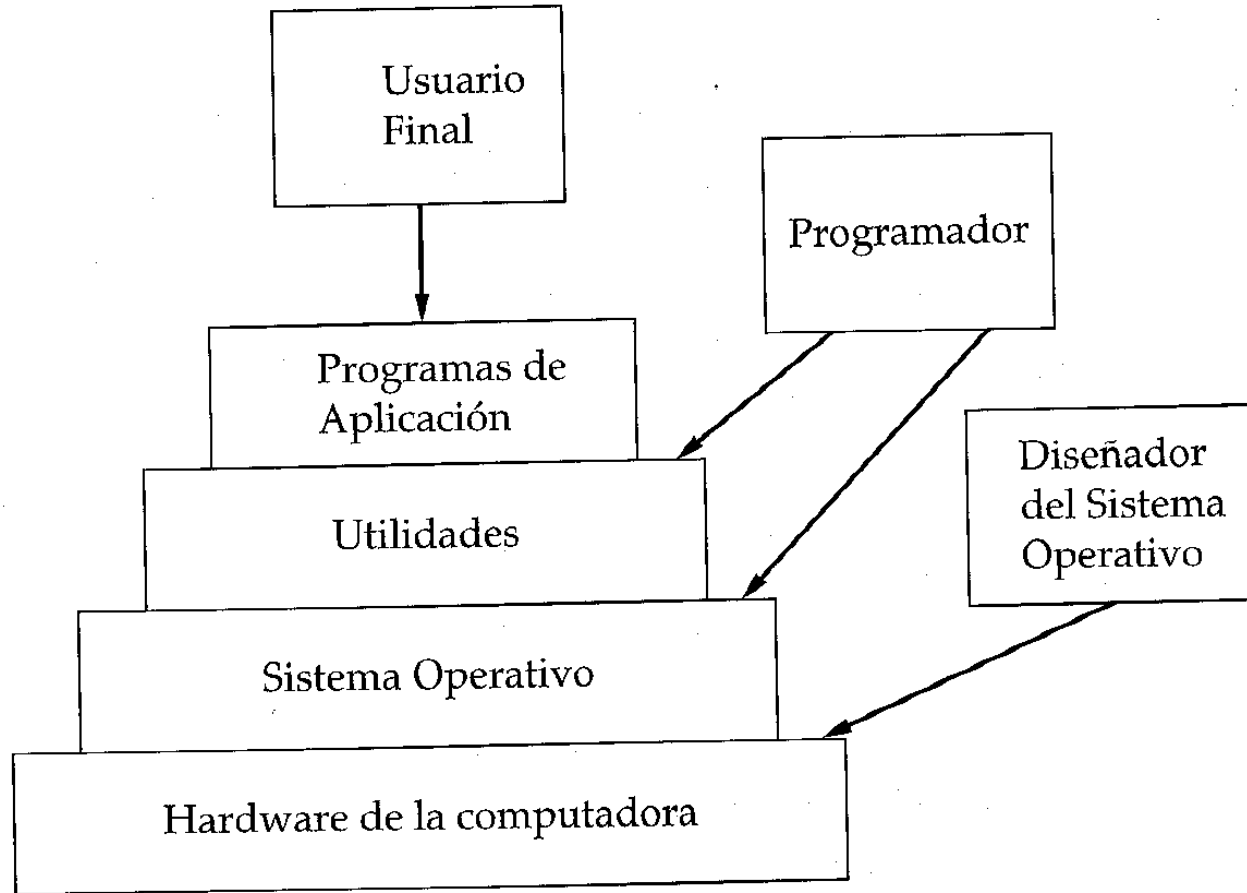 Usuario
Final
Programador
Programas de
Aplicación
Diseñador
del Sistema
Operativo
Utilidades
Sistema Operativo
Hardware de la computadora